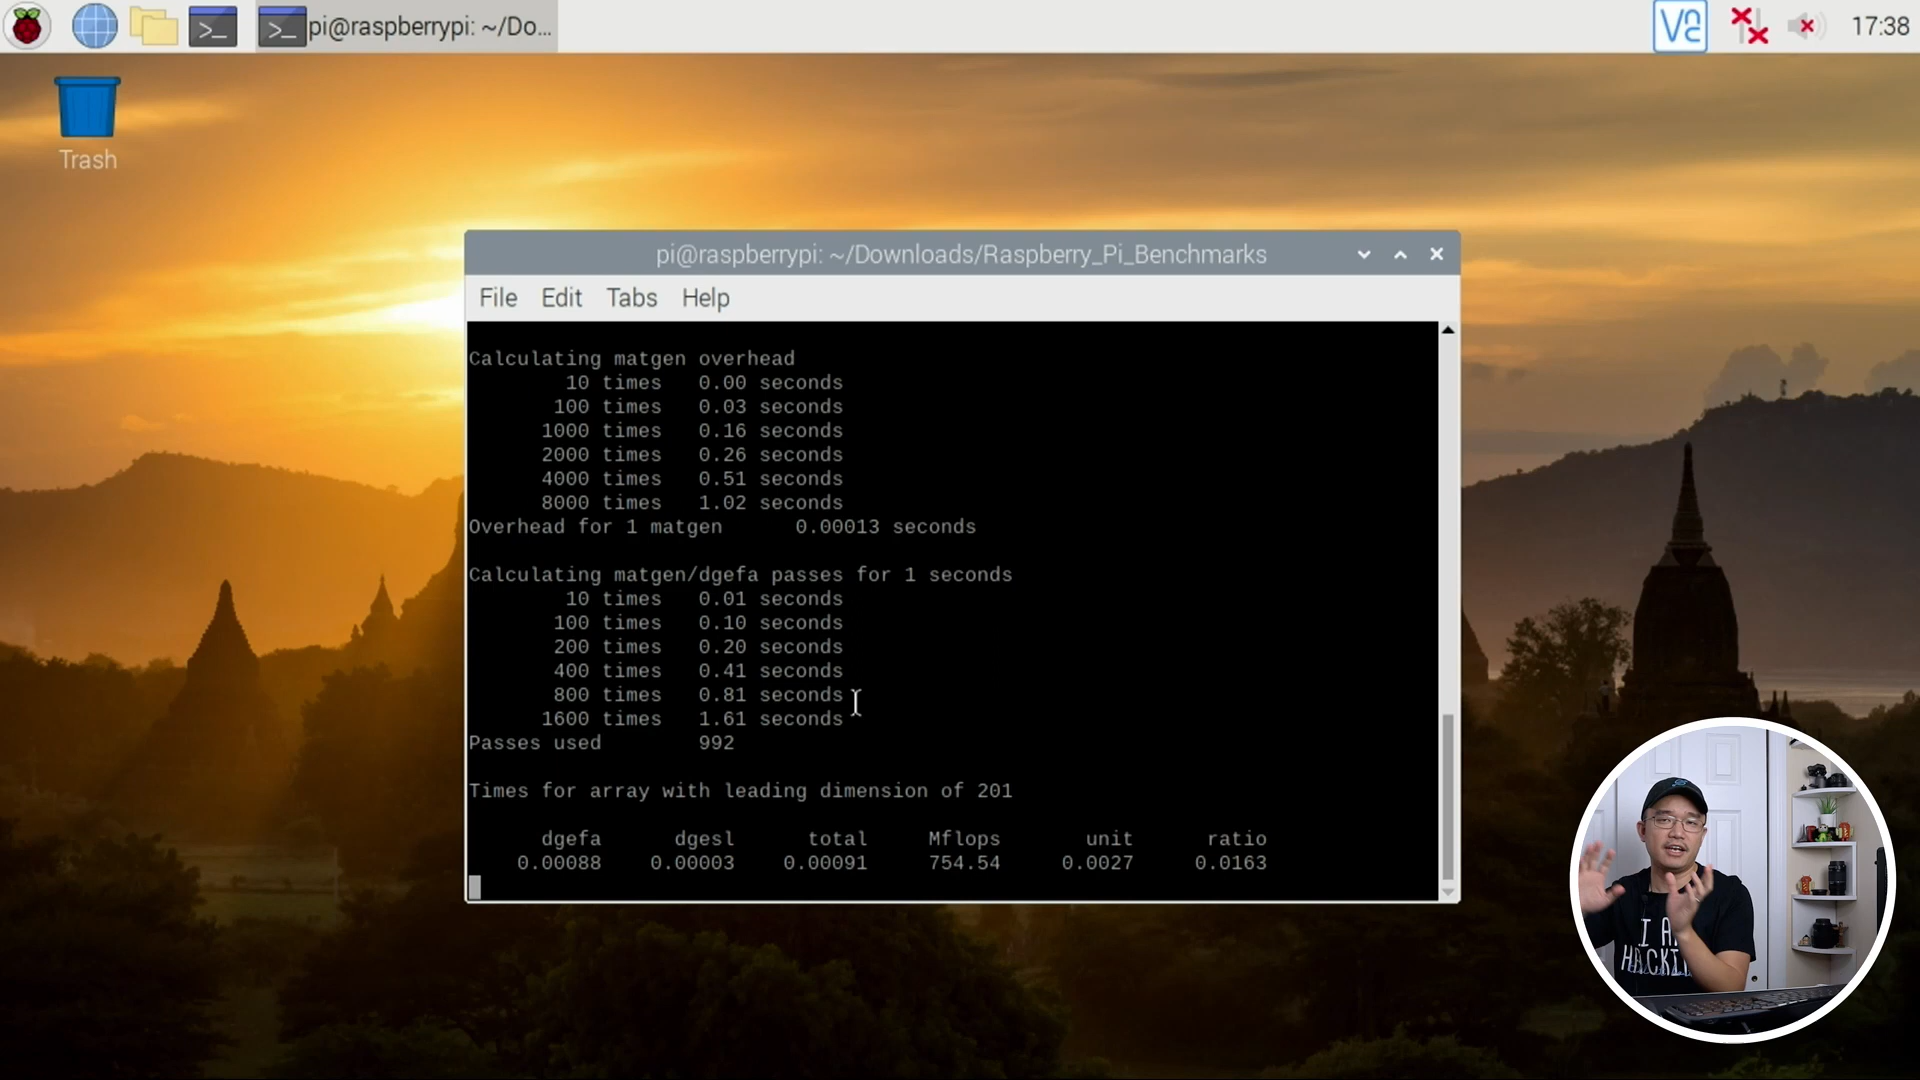 pi@raspberrypi: ~/Do...
17:38
Trash
pi@raspberrypi: ~/Downloads/Raspberry_Pi_Benchmarks
File Edit Tabs Help
Calculating matgen overhead
10 times 0.00 seconds
100 times 0.03 seconds
1000 times 0.16 seconds
2000 times 0.26 seconds
4000 times 0.51 seconds
8000 times 1.02 seconds
Overhead for 1 matgen 0.00013 seconds
Calculating matgen/dgefa passes for 1 seconds
10 times 0.01 seconds
100 times 0.10 seconds
200 times 0.20 seconds
400 times 0.41 seconds
800 times 0.81 seconds
1600 times 1.61 seconds
Passes used 992
Times for array with leading dimension of 201
dgefa dgesl total Mflops unit ratio
0.00088 0.00003 0.00091 754.54 0.0027 0.0163